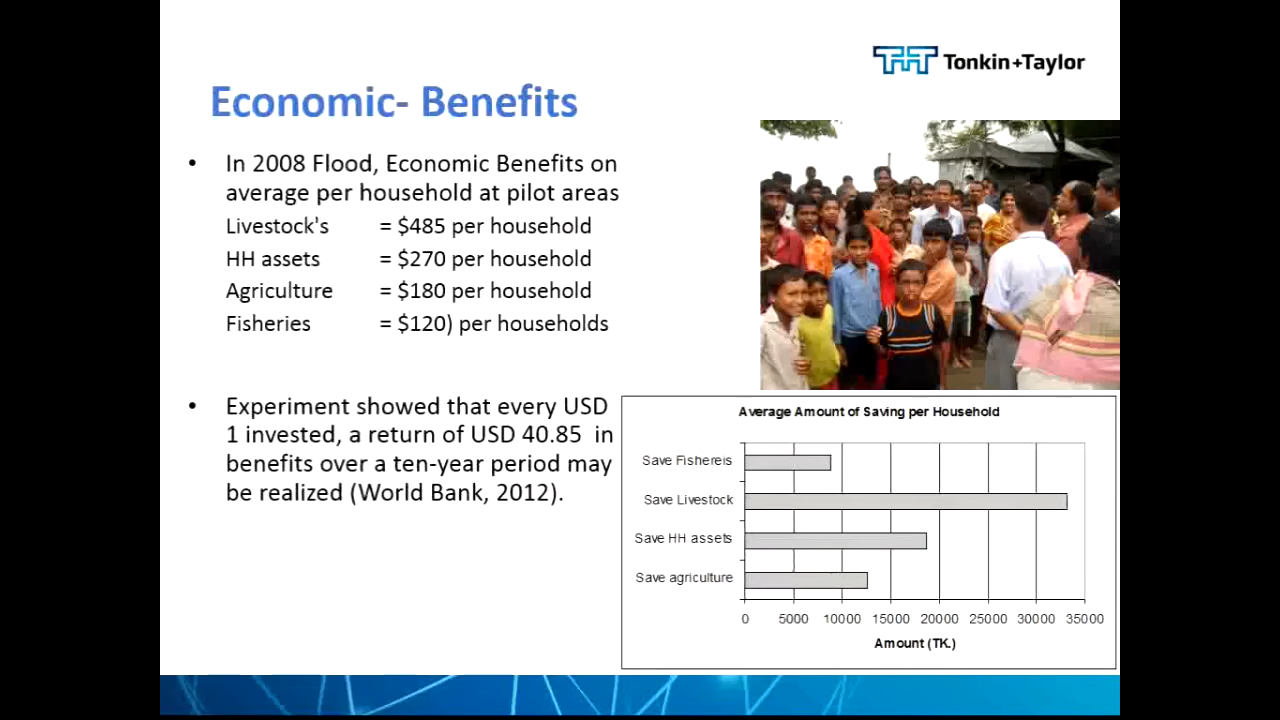 Tonkin+Taylor
Economic- Benefits
• In 2008 Flood, Economic Benefits on
average per household at pilot areas
Livestock's = $485 per household
HH assets = $270 per household
Agriculture = $180 per household
Fisheries = $120) per households
• Experiment showed that every USD
1 invested, a return of USD 40.85 in
benefits over a ten-year period may
be realized (World Bank, 2012).
Average Amount of Saving per Household
Save Fishereis
Save Livestock
Save HH assets
Save agriculture
0 5000 10000 15000 20000 25000 30000 35000
Amount (TK.)